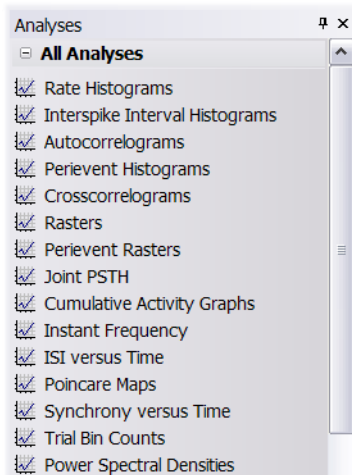 Analyses
All Analyses
Rate Histograms
Interspike Interval Histograms
Autocorrelograms
Perievent Histograms
Crosscorrelograms
Rasters
Perievent Rasters
Joint PSTH
Cumulative Activity Graphs
Instant Frequency
ISI versus Time
Poincare Maps
Synchrony versus Time
Trial Bin Counts
Power Spectral Densities